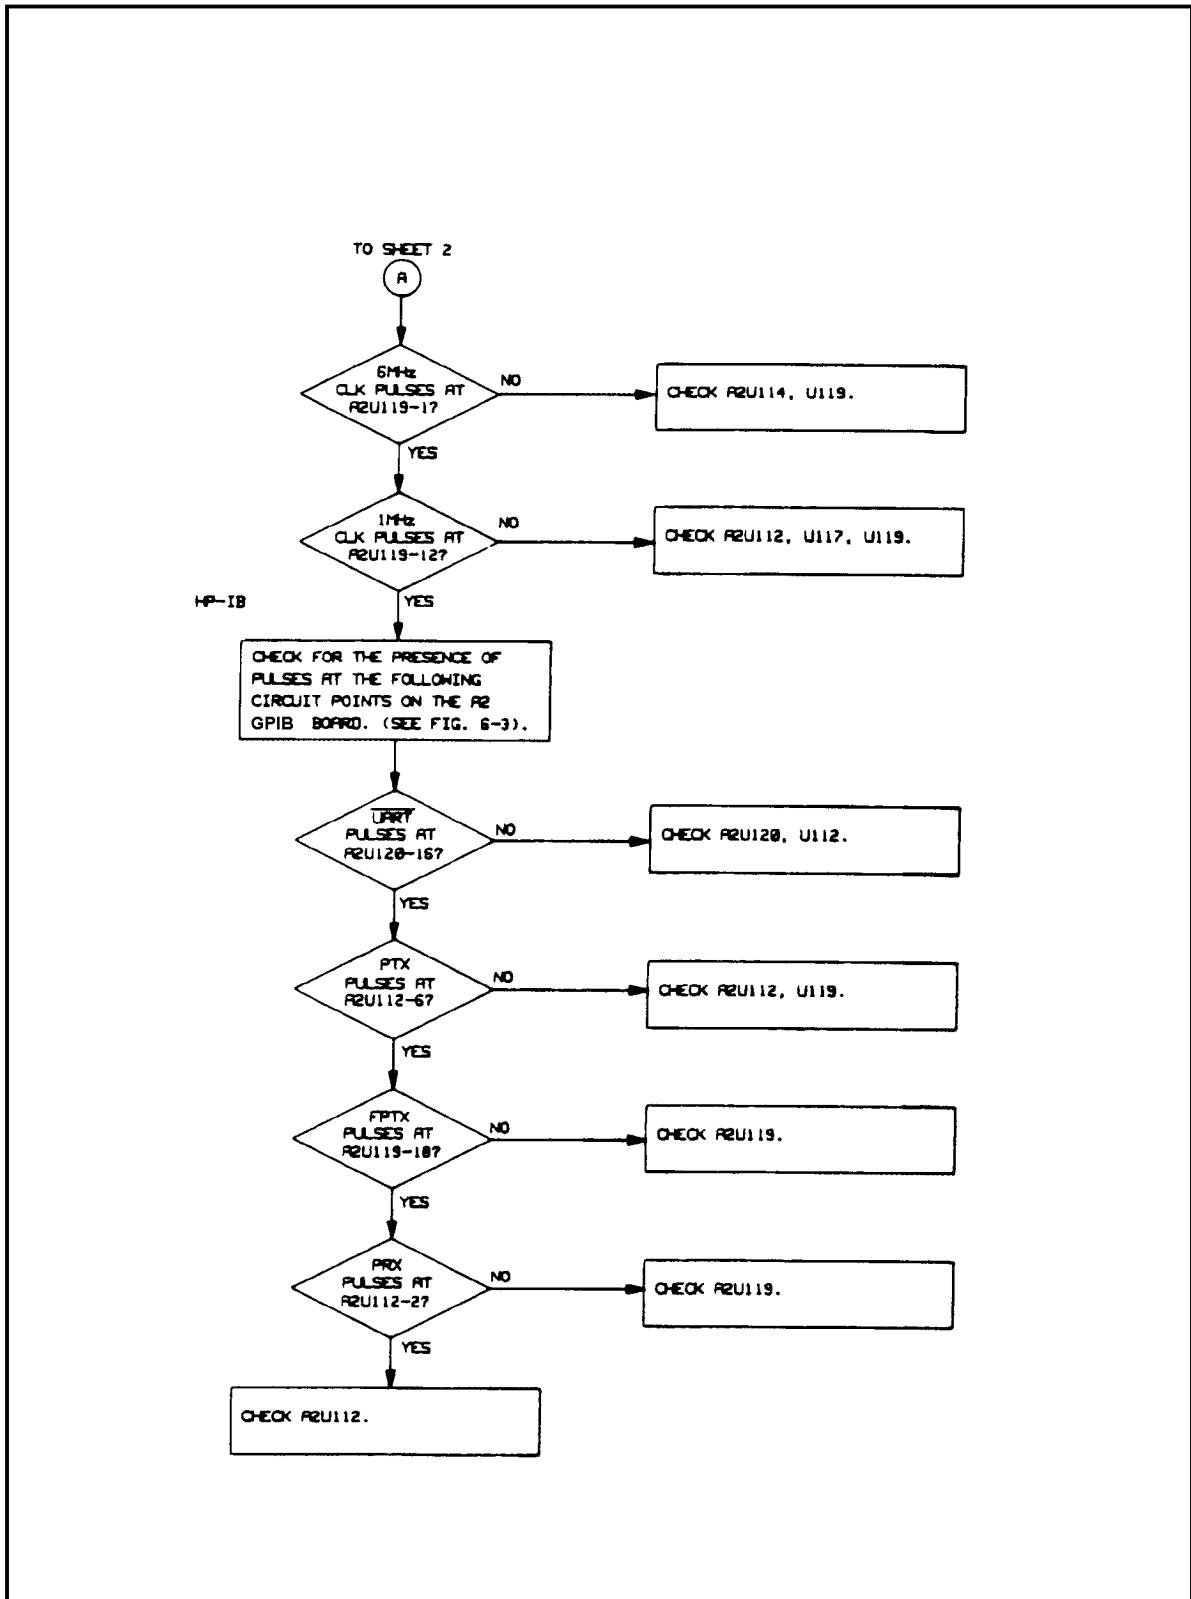 TO SHEET 2
A
6MHz
CLK PULSES AT
A2U119-1?
NO
CHECK A2U114, U119.
YES
1MHz
CLK PULSES AT
A2U119-12?
NO
CHECK A2U112, U117, U119.
YES
HP-IB
CHECK FOR THE PRESENCE OF
PULSES AT THE FOLLOWING
CIRCUIT POINTS ON THE A2
GPIB BOARD. (SEE FIG. 6-3).
UART
PULSES AT
A2U120-16?
NO
CHECK A2U120, U112.
YES
PTX
PULSES AT
A2U112-6?
NO
CHECK A2U112, U119.
YES
FPTX
PULSES AT
A2U119-18?
NO
CHECK A2U119.
YES
PRX
PULSES AT
A2U112-2?
NO
CHECK A2U119.
YES
CHECK A2U112.